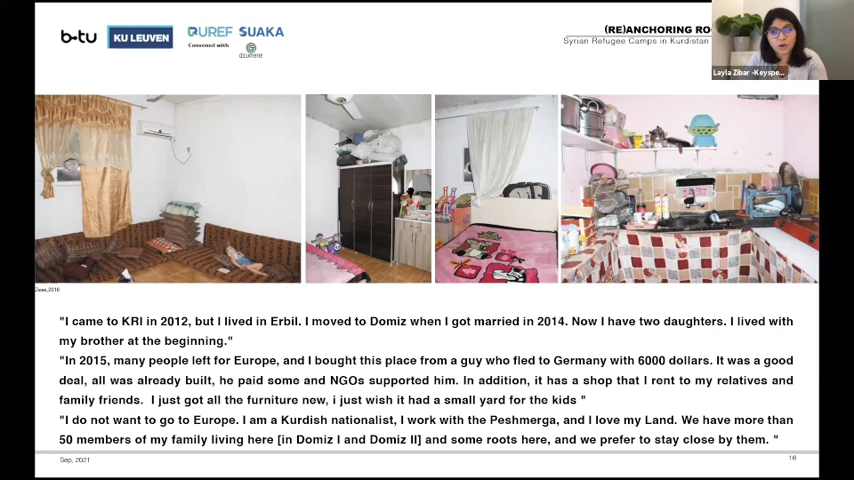 b-tu
KU LEUVEN
QUREF SUAKA
Convened with
(RE)ANCHORING RO
Syrian Refugee Camps in Kurdistan
Layla Zibar -Keyspe...
"I came to KRI in 2012, but I lived in Erbil. I moved to Domiz when I got married in 2014. Now I have two daughters. I lived with
my brother at the beginning."
"In 2015, many people left for Europe, and I bought this place from a guy who fled to Germany with 6000 dollars. It was a good
deal, all was already built, he paid some and NGOs supported him. In addition, it has a shop that I rent to my relatives and
family friends. I just got all the furniture new, i just wish it had a small yard for the kids "
"I do not want to go to Europe. I am a Kurdish nationalist, I work with the Peshmerga, and I love my Land. We have more than
50 members of my family living here [in Domiz I and Domiz II] and some roots here, and we prefer to stay close by them. "
Sep, 2021
16